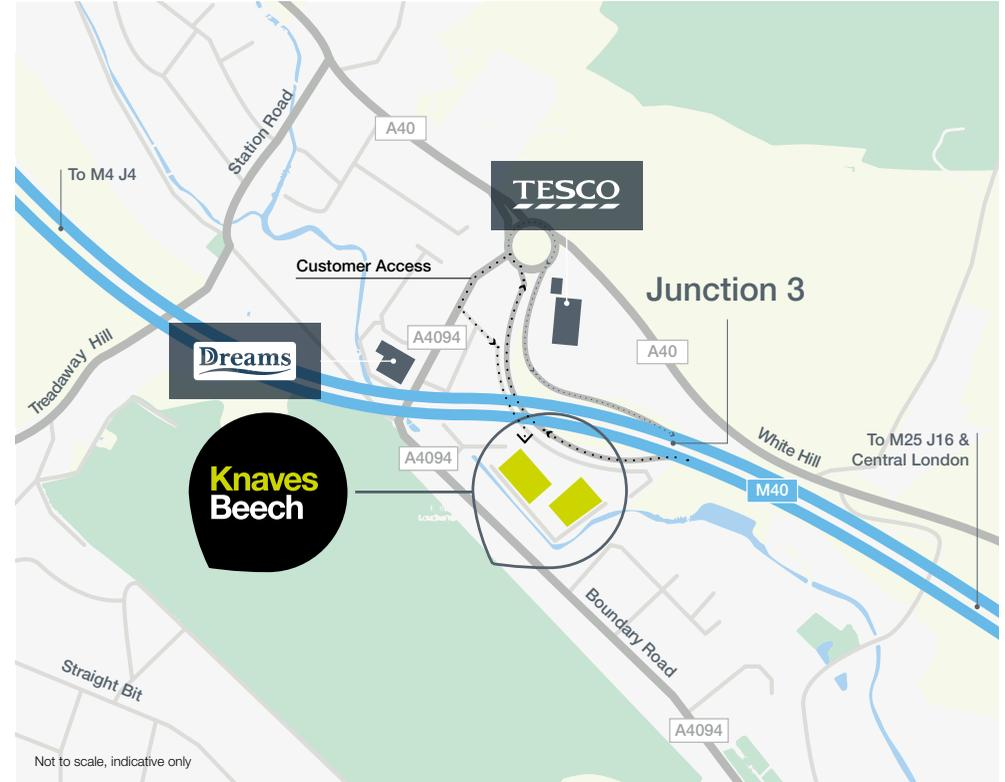 Station Road
A40
To M4 J4
TESCO
Customer Access
Junction 3
A4094
A40
Dreams
Treadaway Hill
White Hill
To M25 J16 &
Central London
A4094
Knaves
Beech
M40
Boundary Road
Straight Bit
A4094
Not to scale, indicative only